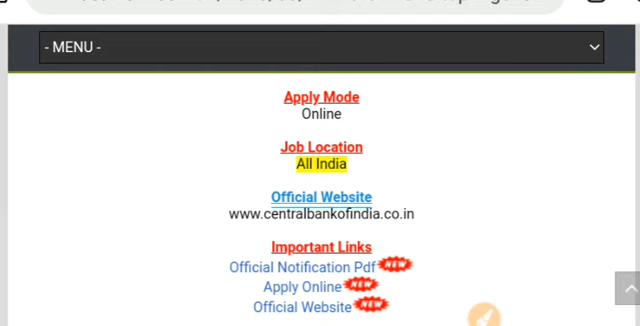 - MENU -
Apply Mode
Online
Job Location
All India
Official Website
www.centralbankofindia.co.in
Important Links
Official Notification Pdf NEW
Apply Online NEW
Official Website NEW